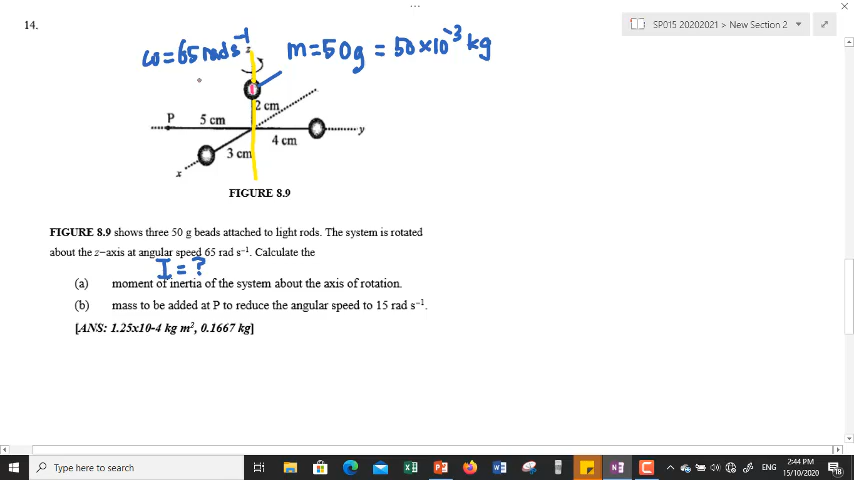 ...
14.
SP015 20202021 > New Section 2
ω = 65 rad s⁻¹
m = 50g = 50 × 10⁻³ kg
z
2 cm
P
5 cm
y
4 cm
3 cm
x
FIGURE 8.9
FIGURE 8.9 shows three 50 g beads attached to light rods. The system is rotated
about the z–axis at angular speed 65 rad s⁻¹. Calculate the
I = ?
(a) moment of inertia of the system about the axis of rotation.
(b) mass to be added at P to reduce the angular speed to 15 rad s⁻¹.
[ANS: 1.25x10-4 kg m², 0.1667 kg]
Type here to search
ENG
2:44 PM
15/10/2020
18